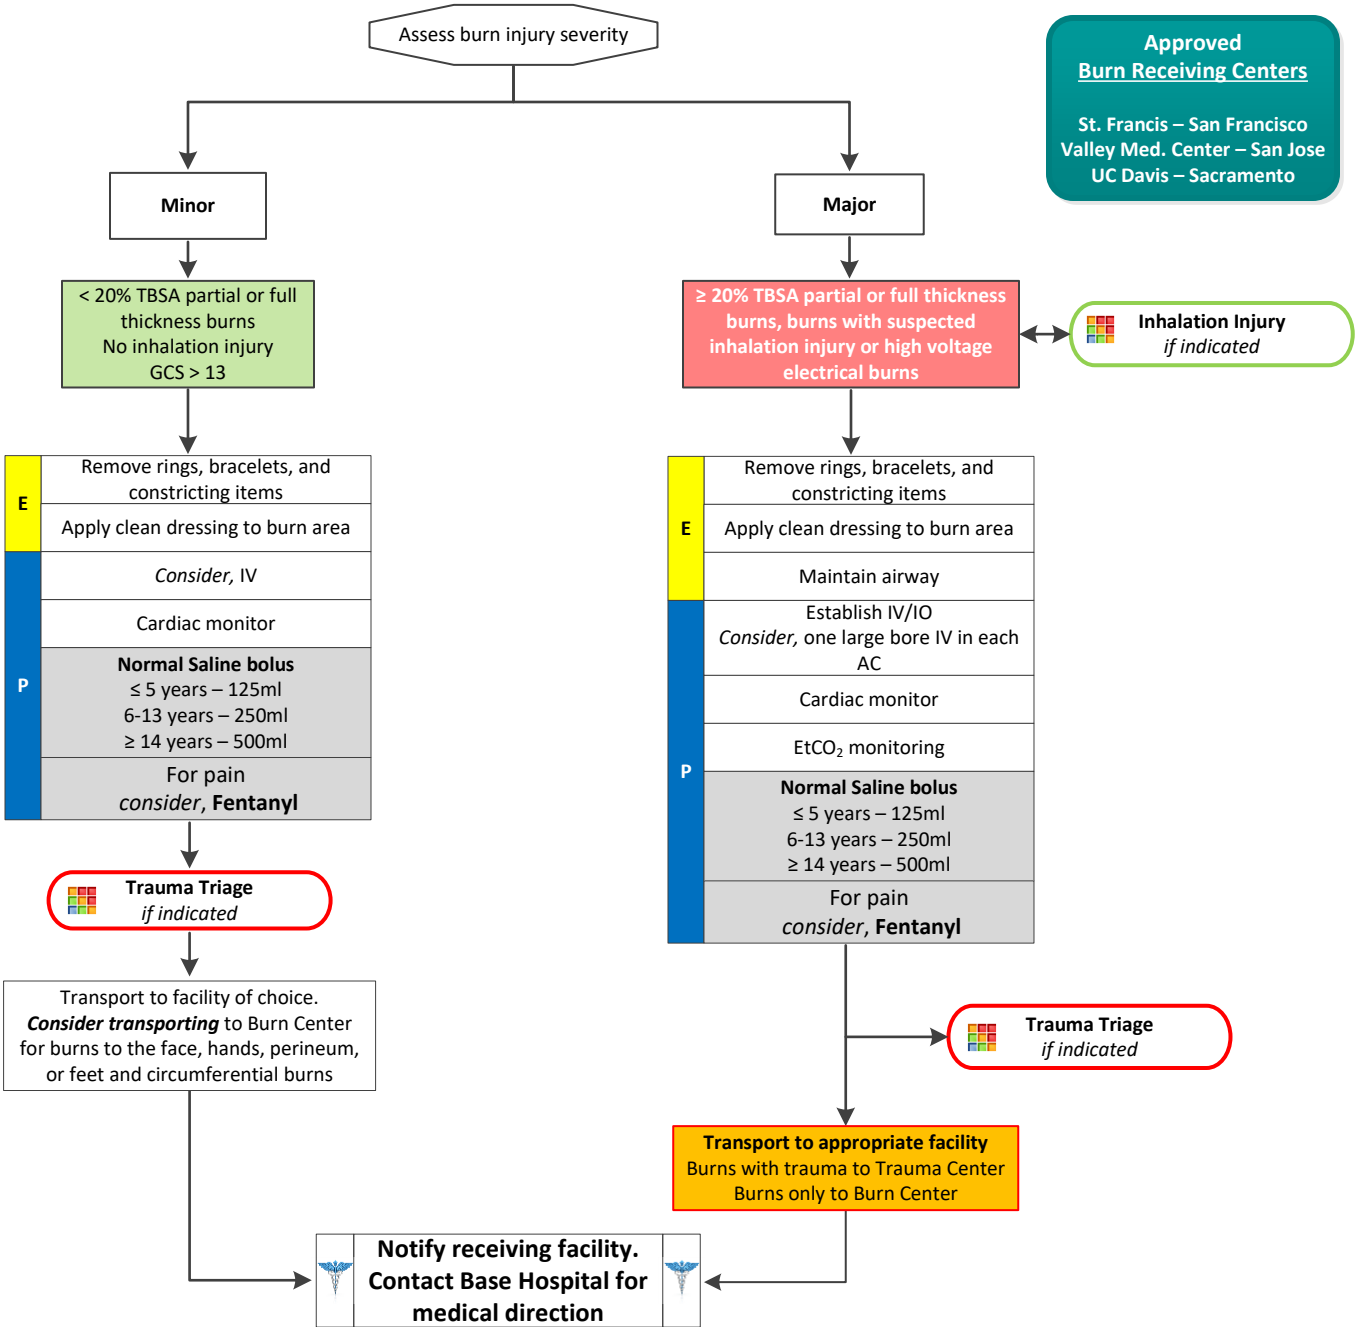 Assess burn injury severity
Approved
Burn Receiving Centers
St. Francis – San Francisco
Valley Med. Center – San Jose
UC Davis – Sacramento
Minor
Major
< 20% TBSA partial or full
thickness burns
No inhalation injury
GCS > 13
≥ 20% TBSA partial or full thickness
burns, burns with suspected
inhalation injury or high voltage
electrical burns
Inhalation Injury
if indicated
E
Remove rings, bracelets, and
constricting items
Apply clean dressing to burn area
P
Consider, IV
Cardiac monitor
Normal Saline bolus
≤ 5 years – 125ml
6-13 years – 250ml
≥ 14 years – 500ml
For pain
consider, Fentanyl
Trauma Triage
if indicated
Transport to facility of choice.
Consider transporting to Burn Center
for burns to the face, hands, perineum,
or feet and circumferential burns
E
Remove rings, bracelets, and
constricting items
Apply clean dressing to burn area
Maintain airway
P
Establish IV/IO
Consider, one large bore IV in each
AC
Cardiac monitor
EtCO₂ monitoring
Normal Saline bolus
≤ 5 years – 125ml
6-13 years – 250ml
≥ 14 years – 500ml
For pain
consider, Fentanyl
Trauma Triage
if indicated
Transport to appropriate facility
Burns with trauma to Trauma Center
Burns only to Burn Center
Notify receiving facility.
Contact Base Hospital for
medical direction